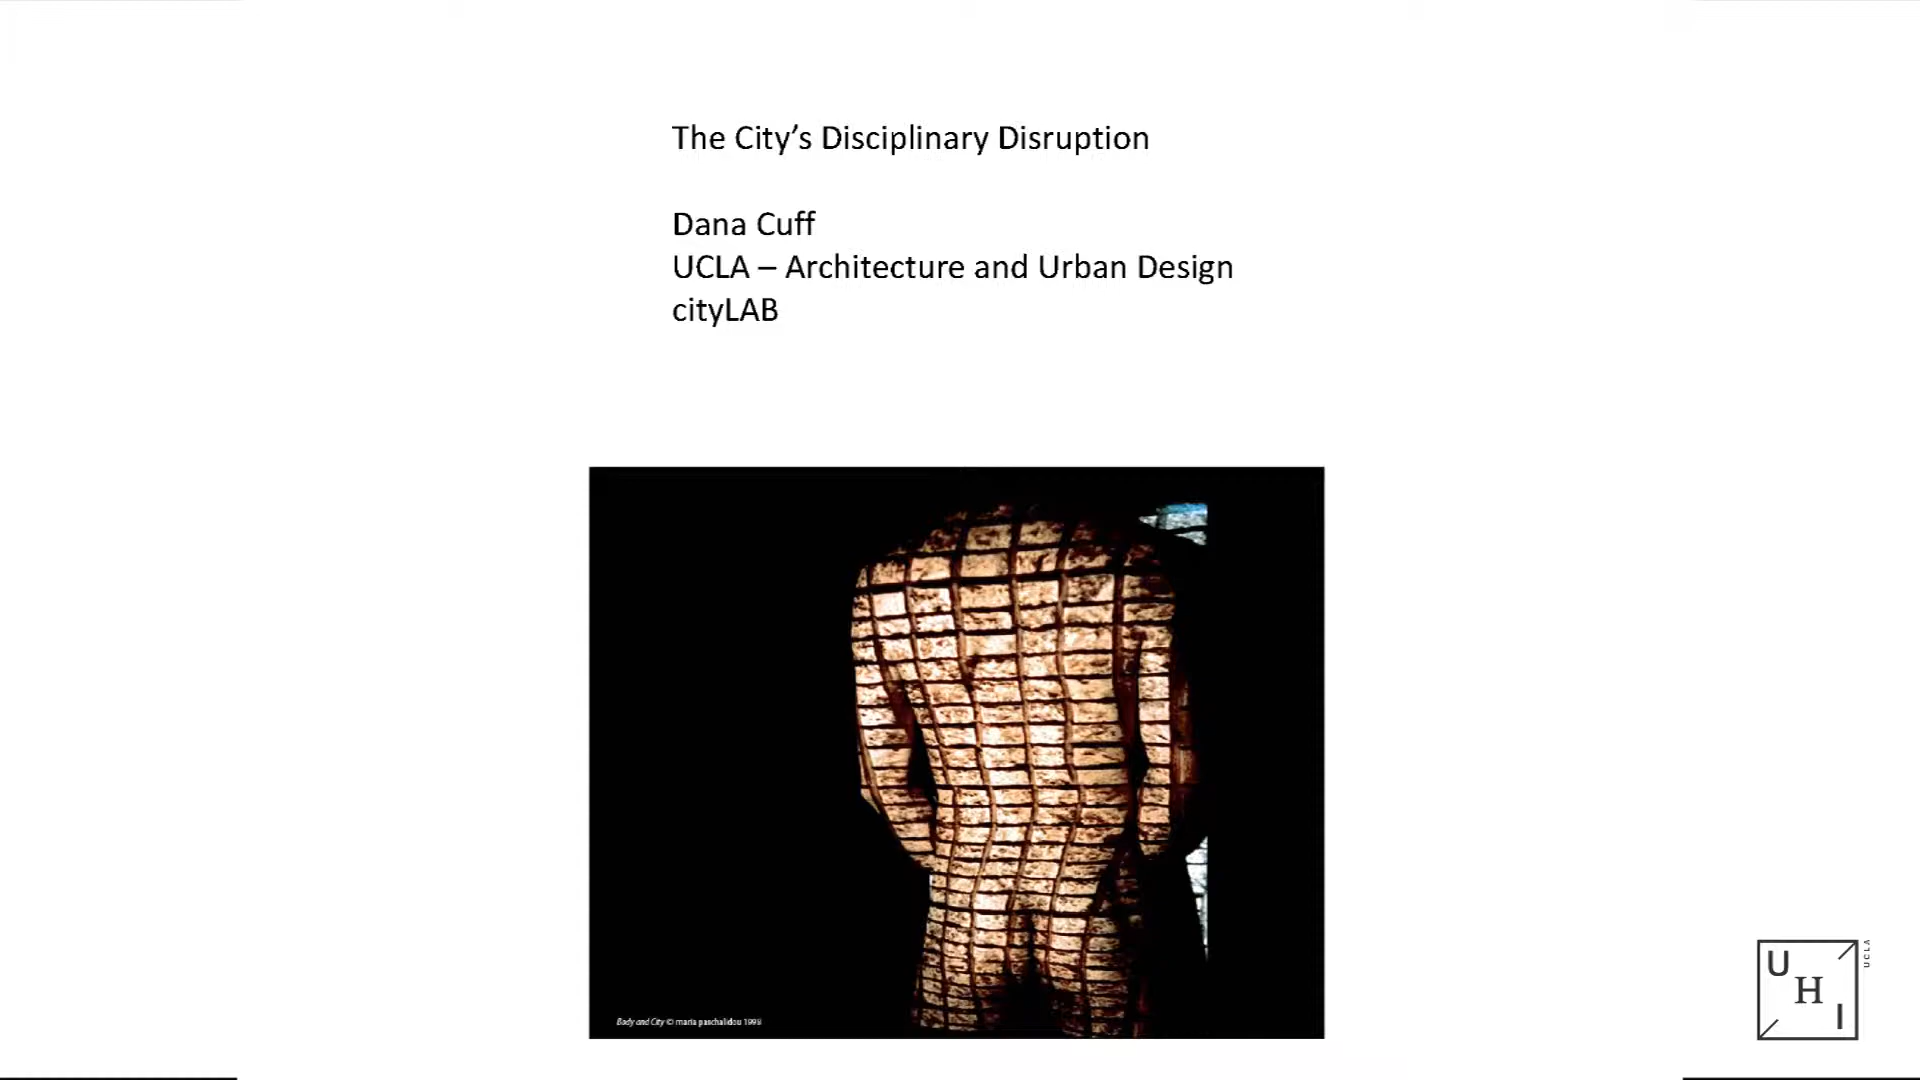 The City’s Disciplinary Disruption
Dana Cuff
UCLA – Architecture and Urban Design
cityLAB
Body and City © maria paschalidou 1998
U
H
I
UCLA